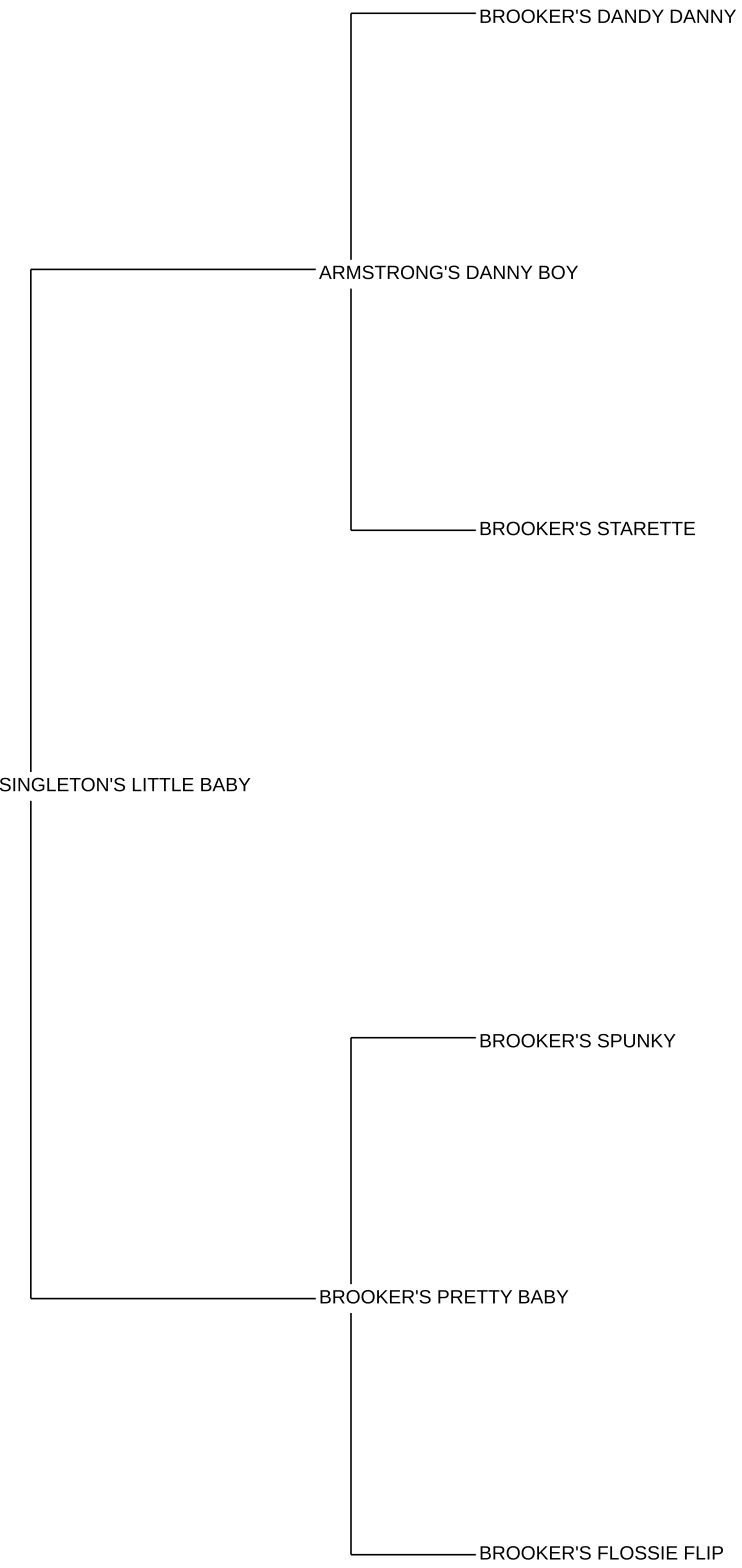 BROOKER'S DANDY DANNY
ARMSTRONG'S DANNY BOY
BROOKER'S STARETTE
SINGLETON'S LITTLE BABY
BROOKER'S SPUNKY
BROOKER'S PRETTY BABY
BROOKER'S FLOSSIE FLIP